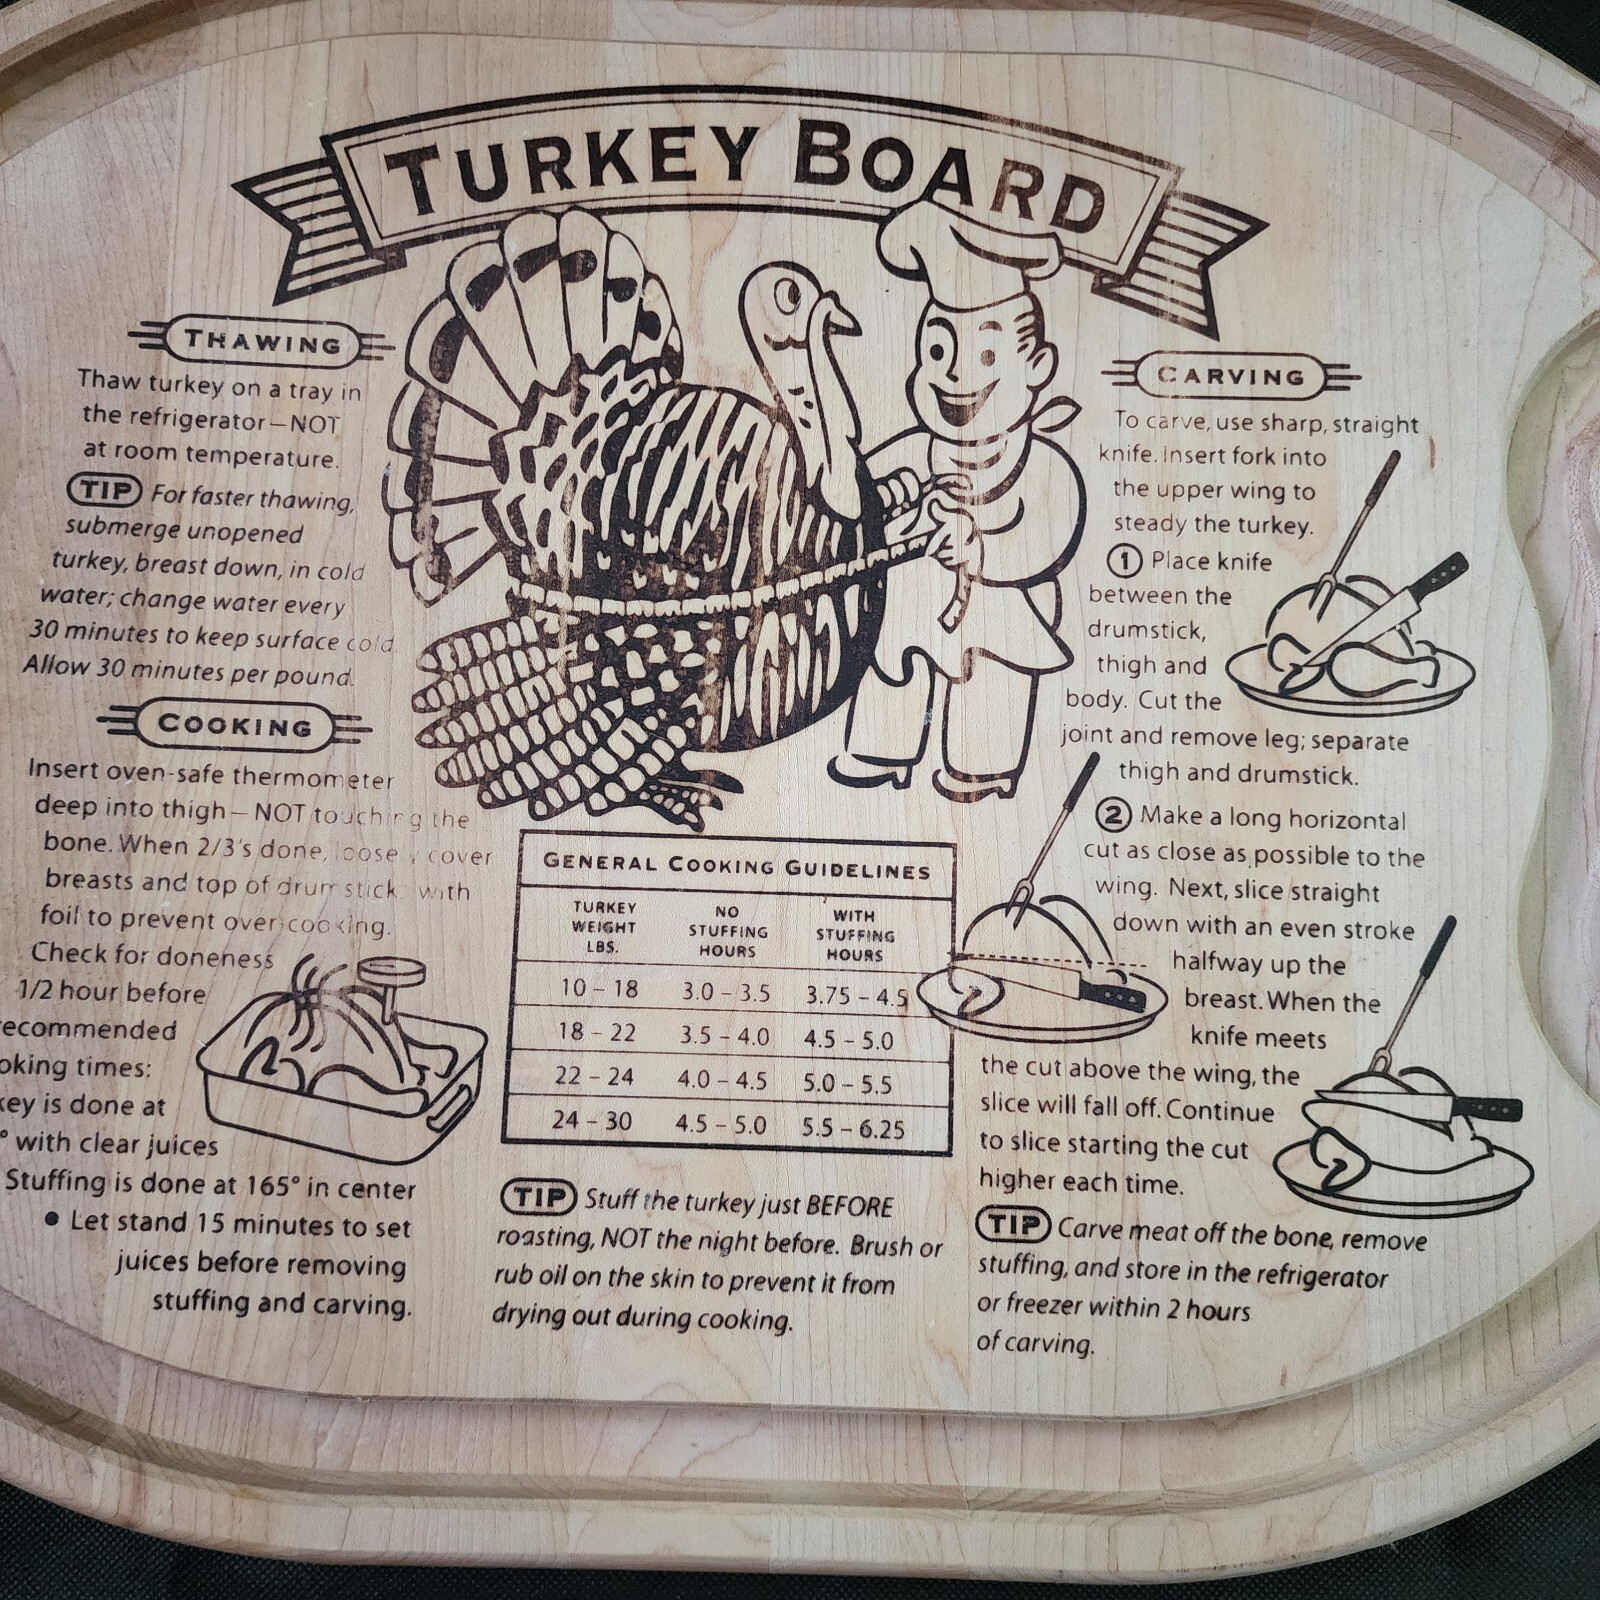 TURKEY BOARD
THAWING
Thaw turkey on a tray in
the refrigerator—NOT
at room temperature.
TIP For faster thawing,
submerge unopened
turkey, breast down, in cold
water; change water every
30 minutes to keep surface cold.
Allow 30 minutes per pound.
COOKING
Insert oven-safe thermometer
deep into thigh—NOT touching the
bone. When 2/3's done, loosely cover
breasts and top of drumstick with
foil to prevent over-cooking.
Check for doneness
1/2 hour before
ecommended
oking times:
key is done at
° with clear juices
Stuffing is done at 165° in center
• Let stand 15 minutes to set
juices before removing
stuffing and carving.
GENERAL COOKING GUIDELINES
TURKEY WEIGHT LBS. NO STUFFING HOURS WITH STUFFING HOURS
10 – 18 3.0 – 3.5 3.75 – 4.5
18 – 22 3.5 – 4.0 4.5 – 5.0
22 – 24 4.0 – 4.5 5.0 – 5.5
24 – 30 4.5 – 5.0 5.5 – 6.25
TIP Stuff the turkey just BEFORE
roasting, NOT the night before. Brush or
rub oil on the skin to prevent it from
drying out during cooking.
CARVING
To carve, use sharp, straight
knife. Insert fork into
the upper wing to
steady the turkey.
1 Place knife
between the
drumstick,
thigh and
body. Cut the
joint and remove leg; separate
thigh and drumstick.
2 Make a long horizontal
cut as close as possible to the
wing. Next, slice straight
down with an even stroke
halfway up the
breast. When the
knife meets
the cut above the wing, the
slice will fall off. Continue
to slice starting the cut
higher each time.
TIP Carve meat off the bone, remove
stuffing, and store in the refrigerator
or freezer within 2 hours
of carving.